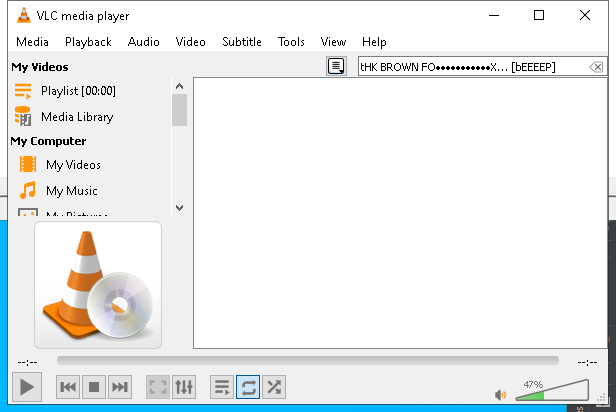 VLC media player
Media Playback Audio Video Subtitle Tools View Help
My Videos
tHK BROWN FO•••••••••••X... [bEEEEP]
Playlist [00:00]
Media Library
My Computer
My Videos
My Music
My Pictures
--:-- --:--
47%